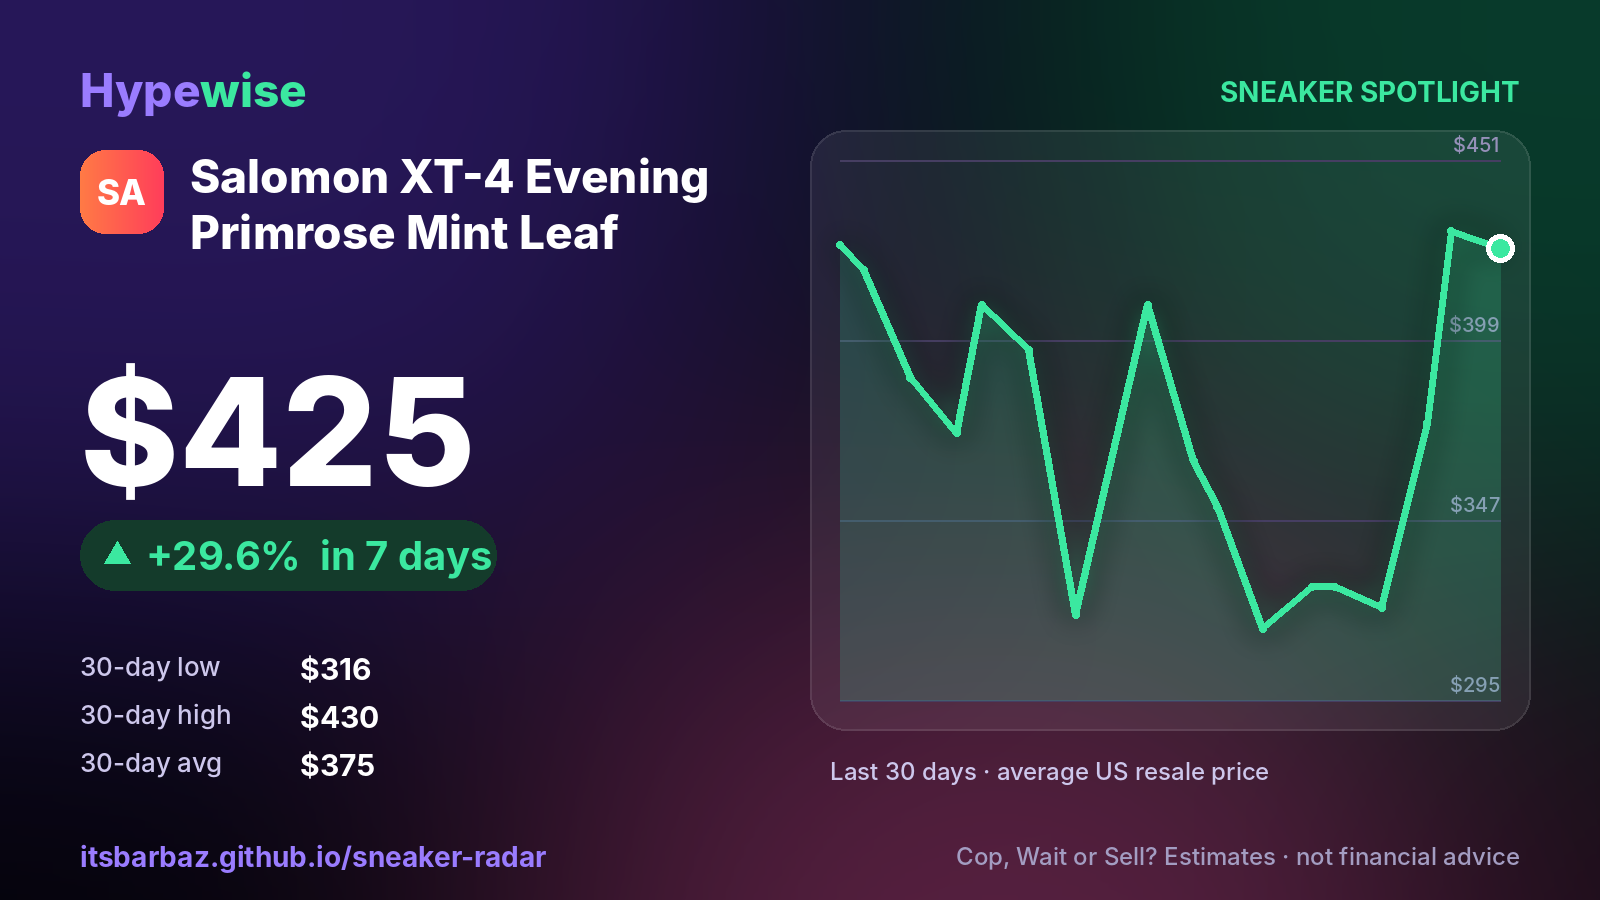 Hypewise
SNEAKER SPOTLIGHT
SA
Salomon XT-4 Evening
Primrose Mint Leaf
$425
▲ +29.6% in 7 days
30-day low $316
30-day high $430
30-day avg $375
$451
$399
$347
$295
Last 30 days · average US resale price
itsbarbaz.github.io/sneaker-radar
Cop, Wait or Sell? Estimates · not financial advice